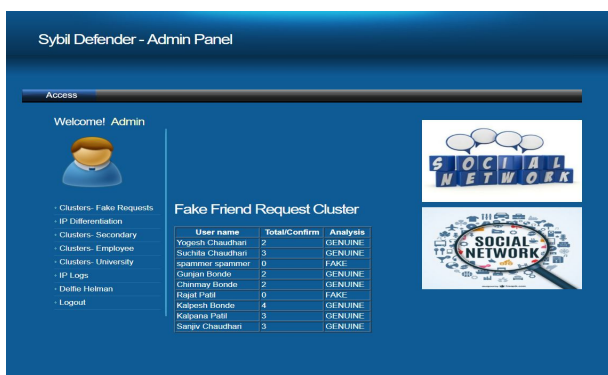 Sybil Defender - Admin Panel
Access
Welcome! Admin
Clusters- Fake Requests
IP Differentiation
Clusters- Secondary
Clusters- Employee
Clusters- University
IP Logs
Delfie Helman
Logout
Fake Friend Request Cluster
User name Total/Confirm Analysis
Yogesh Chaudhari 2 GENUINE
Suchita Chaudhari 3 GENUINE
spammer spammer 0 FAKE
Gunjan Bonde 2 GENUINE
Chinmay Bonde 2 GENUINE
Rajat Patil 0 FAKE
Kalpesh Bonde 4 GENUINE
Kalpana Patil 3 GENUINE
Sanjiv Chaudhari 3 GENUINE
SOCIAL
NETWORK
SOCIAL
NETWORK